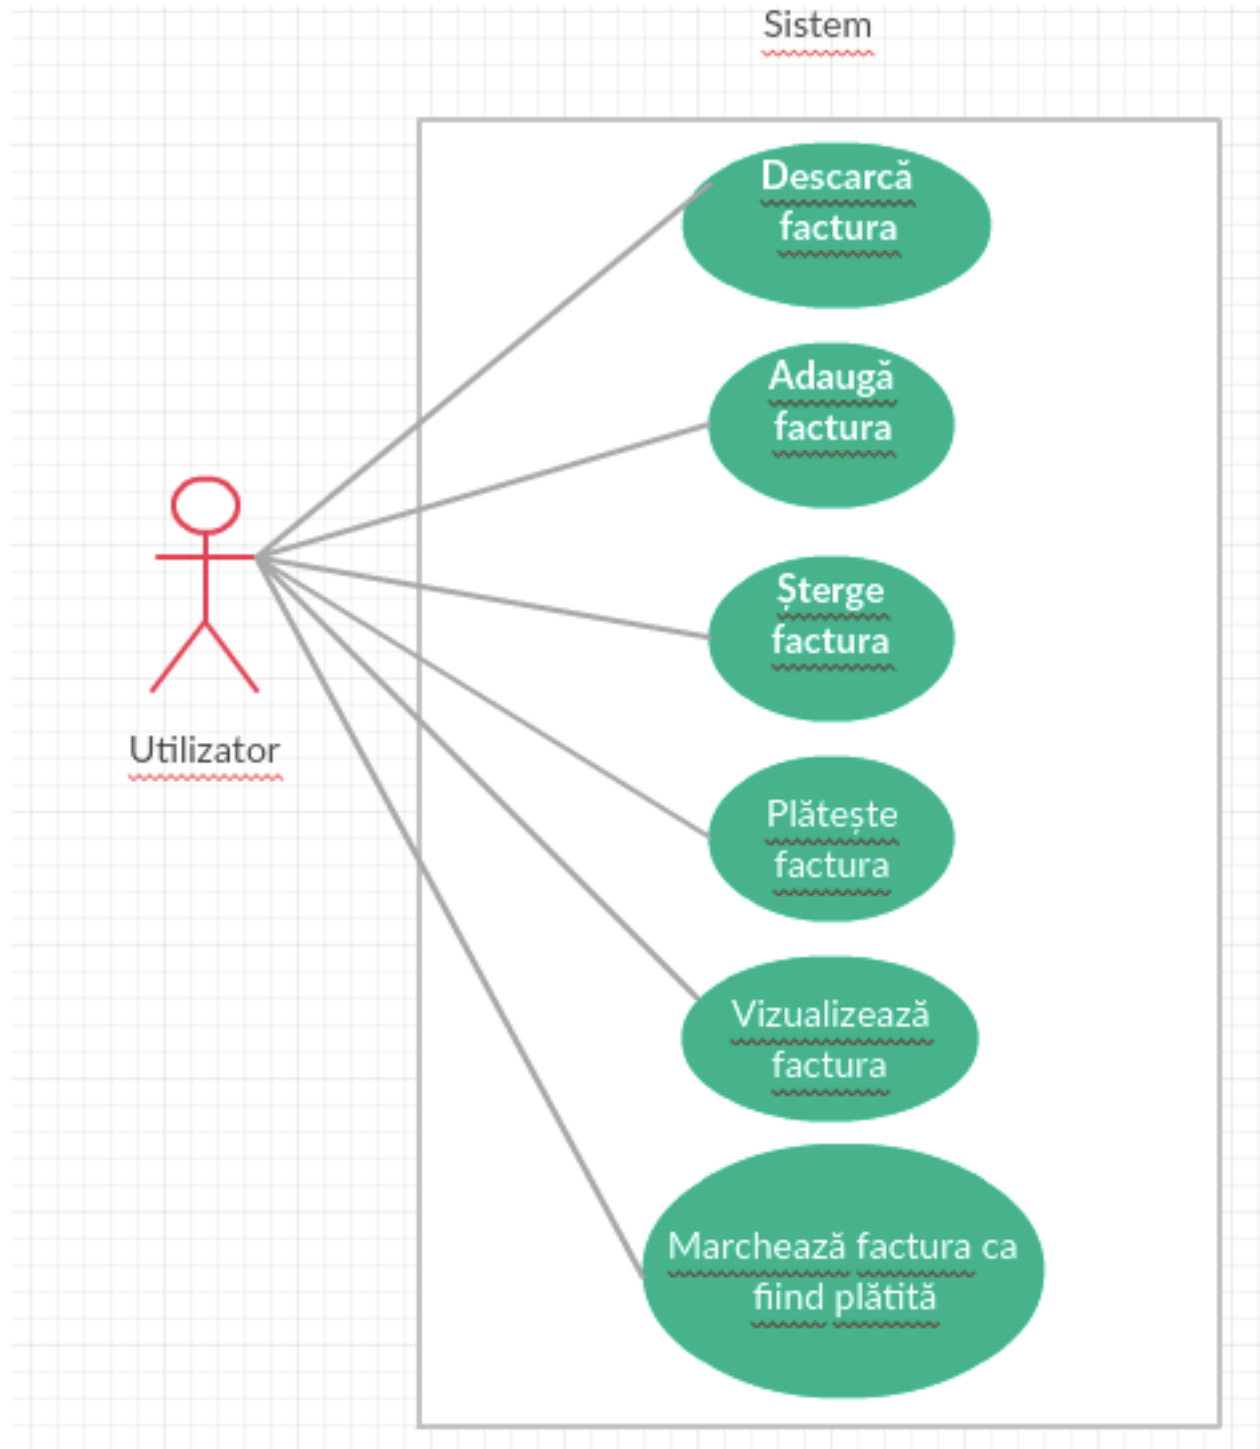 Sistem
Descarcă
factura
Adaugă
factura
Șterge
factura
Utilizator
Plătește
factura
Vizualizează
factura
Marchează factura ca
fiind plătită